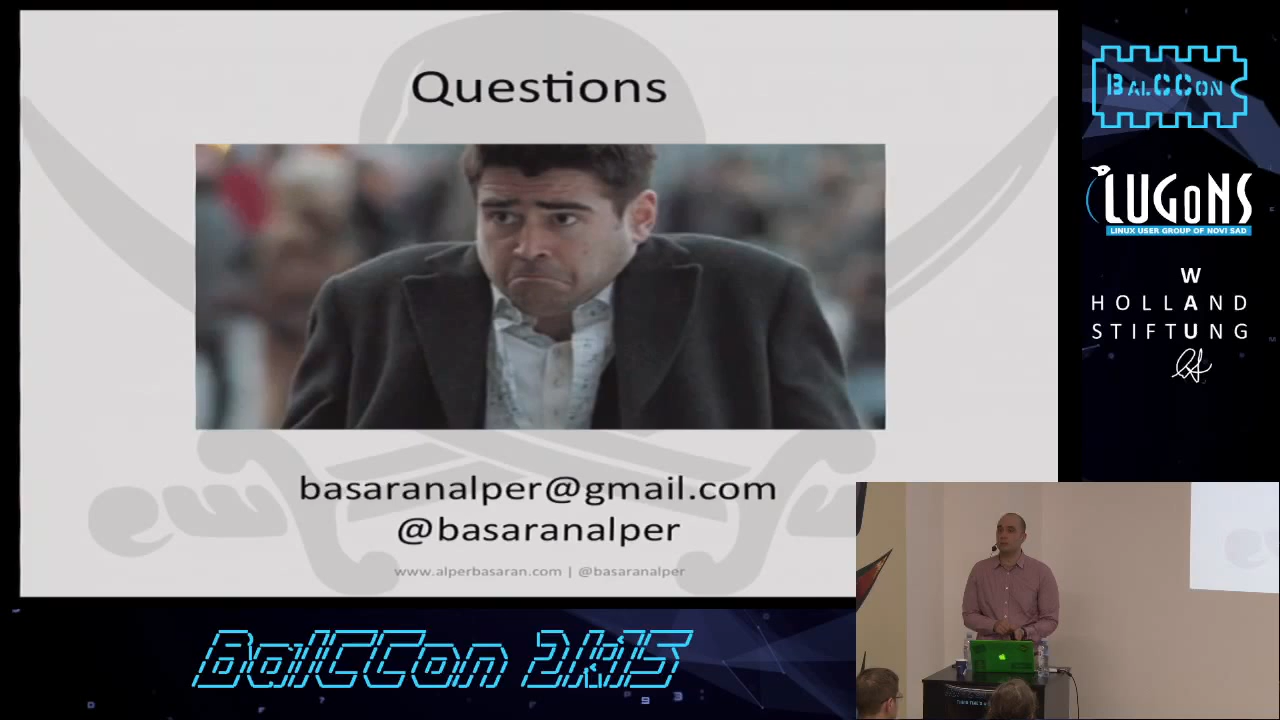 Questions
basaranalper@gmail.com
@basaranalper
www.alperbasaran.com | @basaranalper
BALCCON
LUGONS
LINUX USER GROUP OF NOVI SAD
W
HOLLAND
A
STIFTUNG
BalCCon 2k15